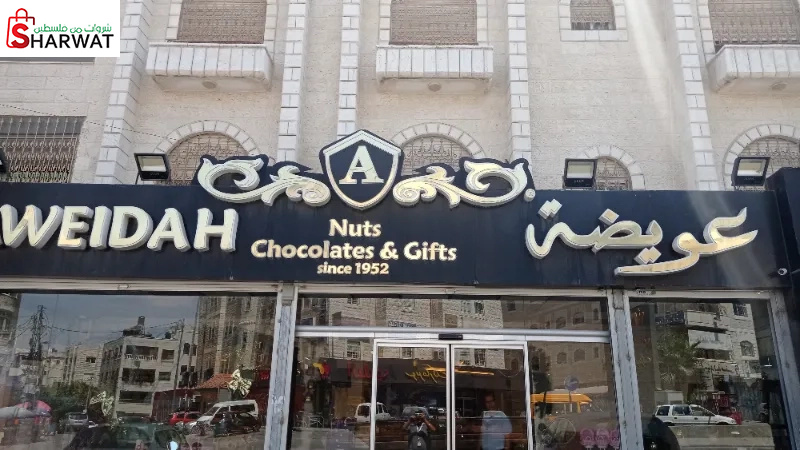 شروات من فلسطين
SHARWAT
A
WEIDAH
Nuts
Chocolates & Gifts
since 1952
عويضة